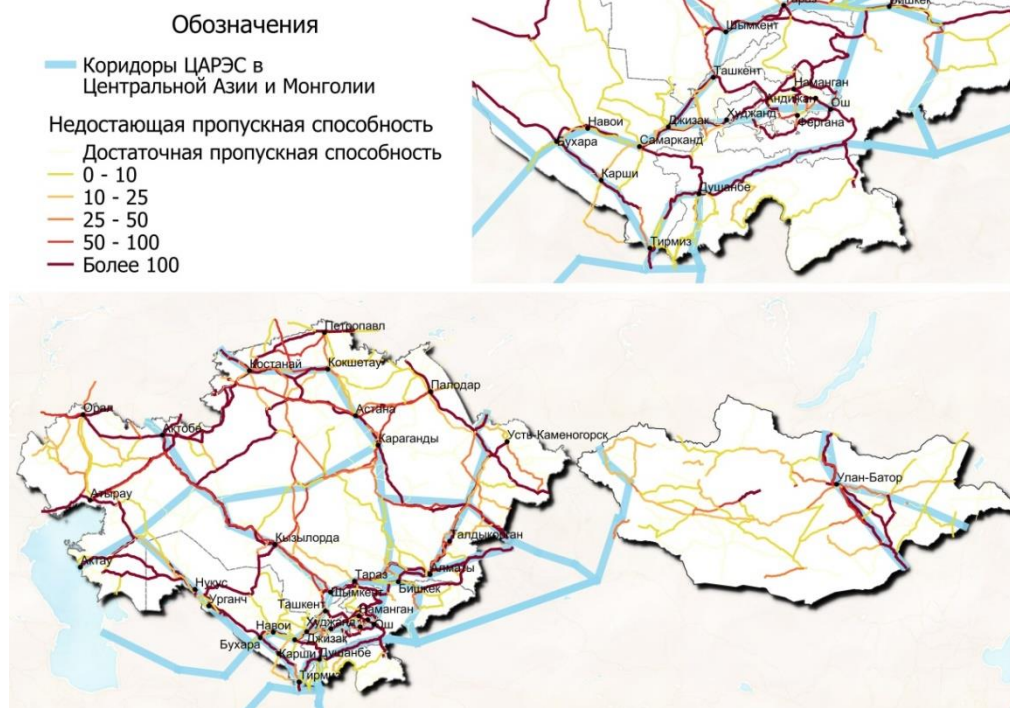 Обозначения
Коридоры ЦАРЭС в
Центральной Азии и Монголии
Недостающая пропускная способность
Достаточная пропускная способность
0 - 10
10 - 25
25 - 50
50 - 100
Более 100
Тараз
Бишкек
Шымкент
Ташкент
Наманган
Андижан
Ош
Навои
Джизак
Худжанд
Фергана
Бухара
Самарканд
Карши
Душанбе
Тирмиз
Петропавл
Костанай
Кокшетау
Палодар
Орал
Астана
Актобе
Караганды
Усть-Каменогорск
Улан-Батор
Атырау
Кызылорда
Талдыкорган
Актау
Тараз
Алматы
Нукус
Бишкек
Шымкент
Ургенч
Ташкент
Наманган
Навои
Худжанд
Ош
Бухара
Джизак
Карши
Душанбе
Тирмиз